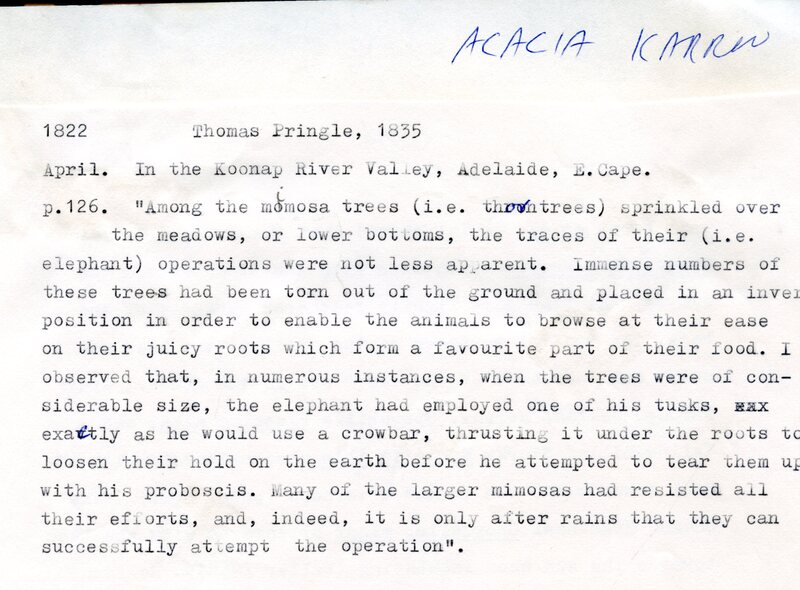 ACACIA KARRW
1822 Thomas Pringle, 1835
April. In the Koonap River Valley, Adelaide, E.Cape.
p.126. "Among the mimosa trees (i.e. throntrees) sprinkled over
the meadows, or lower bottoms, the traces of their (i.e.
elephant) operations were not less apparent. Immense numbers of
these trees had been torn out of the ground and placed in an inver
position in order to enable the animals to browse at their ease
on their juicy roots which form a favourite part of their food. I
observed that, in numerous instances, when the trees were of con-
siderable size, the elephant had employed one of his tusks,
exactly as he would use a crowbar, thrusting it under the roots to
loosen their hold on the earth before he attempted to tear them up
with his proboscis. Many of the larger mimosas had resisted all
their efforts, and, indeed, it is only after rains that they can
successfully attempt the operation".